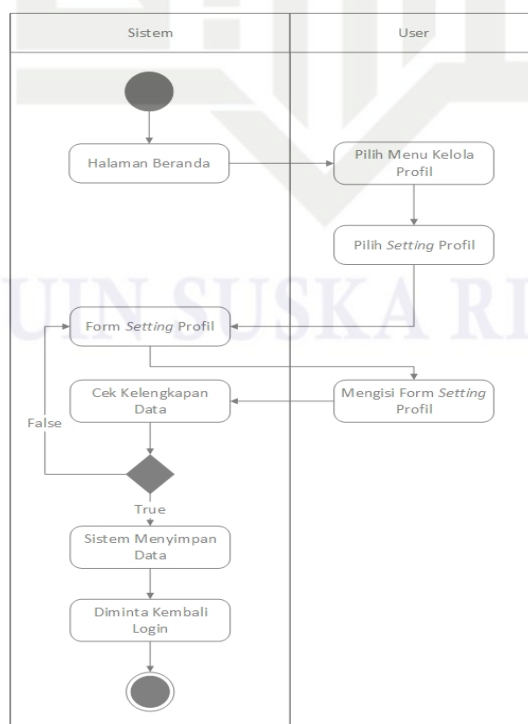 Sistem
User
Halaman Beranda
Pilih Menu Kelola
Profil
Pilih Setting Profil
UIN SUSKA RI
Form Setting Profil
Cek Kelengkapan
Data
Mengisi Form Setting
Profil
False
True
Sistem Menyimpan
Data
Diminta Kembali
Login